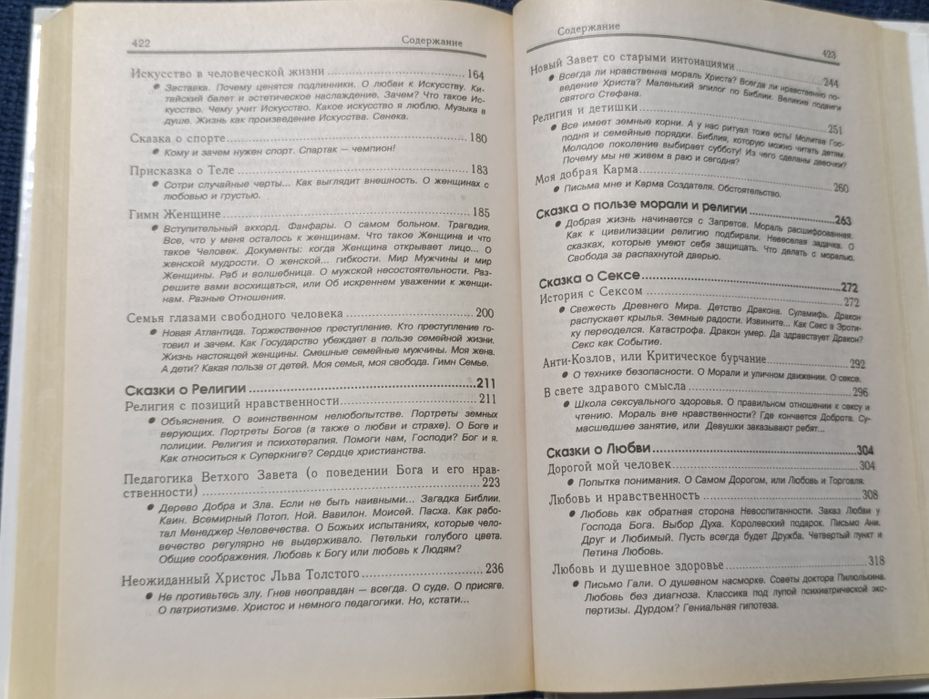 422
Содержание
Искусство в человеческой жизни ... 164
• Заставка. Почему ценятся подлинники. О любви к Искусству. Ки-
тайский балет и эстетическое наслаждение. Зачем? Что такое Ис-
кусство. Чему учит Искусство. Какое искусство я люблю. Музыка в
душе. Жизнь как произведение Искусства. Сенека.
Сказка о спорте ... 180
• Кому и зачем нужен спорт. Спартак — чемпион!
Присказка о Теле ... 183
• Сотри случайные черты... Как выглядит внешность. О женщинах с
любовью и грустью.
Гимн Женщине ... 185
• Вступительный аккорд. Фанфары. О самом больном. Трагедия.
Все, что у меня осталось к женщинам. Что такое Женщина и что
такое Человек. Документы: когда Женщина открывает лицо... О
женской мудрости. О женской... гибкости. Мир Мужчины и мир
Женщины. Раб и волшебница. О мужской несостоятельности. Раз-
решите вами восхищаться, или Об искреннем уважении к женщи-
нам. Разные Отношения.
Семья глазами свободного человека ... 200
• Новая Атлантида. Торжественное преступление. Кто преступление го-
товил и зачем. Как Государство убеждает в пользе семейной жизни.
Жизнь настоящей женщины. Смешные семейные мужчины. Моя жена.
А дети? Какая польза от детей. Моя семья, моя свобода. Гимн Семье.
Сказки о Религии ... 211
Религия с позиций нравственности ... 211
• Объяснения. О воинственном нелюбопытстве. Портреты земных
верующих. Портреты Богов (а также о любви и страхе). О Боге и
полиции. Религия и психотерапия. Помоги нам, Господи? Бог и я.
Как относиться к Суперкниге? Сердце христианства.
Педагогика Ветхого Завета (о поведении Бога и его нрав-
ственности) ... 223
• Дерево Добра и Зла. Если не быть наивными... Загадка Библии.
Каин. Всемирный Потоп. Ной. Вавилон. Моисей. Пасха. Как рабо-
тал Менеджер Человечества. О Божьих испытаниях, которые чело-
вечество регулярно не выдерживало. Петельки голубого цвета.
Общие соображения. Любовь к Богу или любовь к Людям?
Неожиданный Христос Льва Толстого ... 236
• Не противьтесь злу. Гнев неоправдан — всегда. О суде. О присяге.
О патриотизме. Христос и немного педагогики. Но, кстати...
Содержание
423
Новый Завет со старыми интонациями ... 244
• Всегда ли нравственна мораль Христа? Всегда ли нравственно по-
ведение Христа? Маленький эпилог по Библии. Великие подвиги
святого Стефана.
Религия и детишки ... 251
• Все имеет земные корни. А у нас ритуал тоже есть! Молитва Гос-
подня и семейные порядки. Библия, которую можно читать детям.
Молодое поколение выбирает субботу! Из чего сделаны девочки?
Почему мы не живем в раю и сегодня?
Моя добрая Карма ... 260
• Письма мне и Карма Создателя. Обстоятельство.
Сказка о пользе морали и религии ... 263
• Добрая жизнь начинается с Запретов. Мораль расшифрованная.
Как к цивилизации религию подбирали. Невеселая задачка. О
сказках, которые умеют себя защищать. Что делать с моралью.
Свобода за распахнутой дверью.
Сказка о Сексе ... 272
История с Сексом ... 272
• Свежесть Древнего Мира. Детство Дракона. Суламифь. Дракон
распускает крылья. Земные радости. Извините... Как Секс в Эроти-
ку переоделся. Катастрофа. Дракон умер. Да здравствует Дракон?
Секс как Событие.
Анти-Козлов, или Критическое бурчание ... 292
• О технике безопасности. О Морали и уличном движении. О сексе.
В свете здравого смысла ... 296
• Школа сексуального здоровья. О правильном отношении к сексу и
чтению. Мораль вне нравственности? Где кончается Доброта. Су-
масшедшее занятие, или Девушки заказывают ребят...
Сказки о Любви ... 304
Дорогой мой человек ... 304
• Попытка понимания. О Самом Дорогом, или Любовь и Торговля.
Любовь и нравственность ... 308
• Любовь как обратная сторона Невоспитанности. Заказ Любви у
Господа Бога. Выбор Духа. Королевский подарок. Письмо Ани.
Друг и Любимый. Пусть всегда будет Дружба. Четвертый пункт и
Петина Любовь.
Любовь и душевное здоровье ... 318
• Письмо Гали. О душевном насморке. Советы доктора Пилюлькина.
Любовь без диагноза. Классика под лупой психиатрической экс-
пертизы. Дурдом? Гениальная гипотеза.